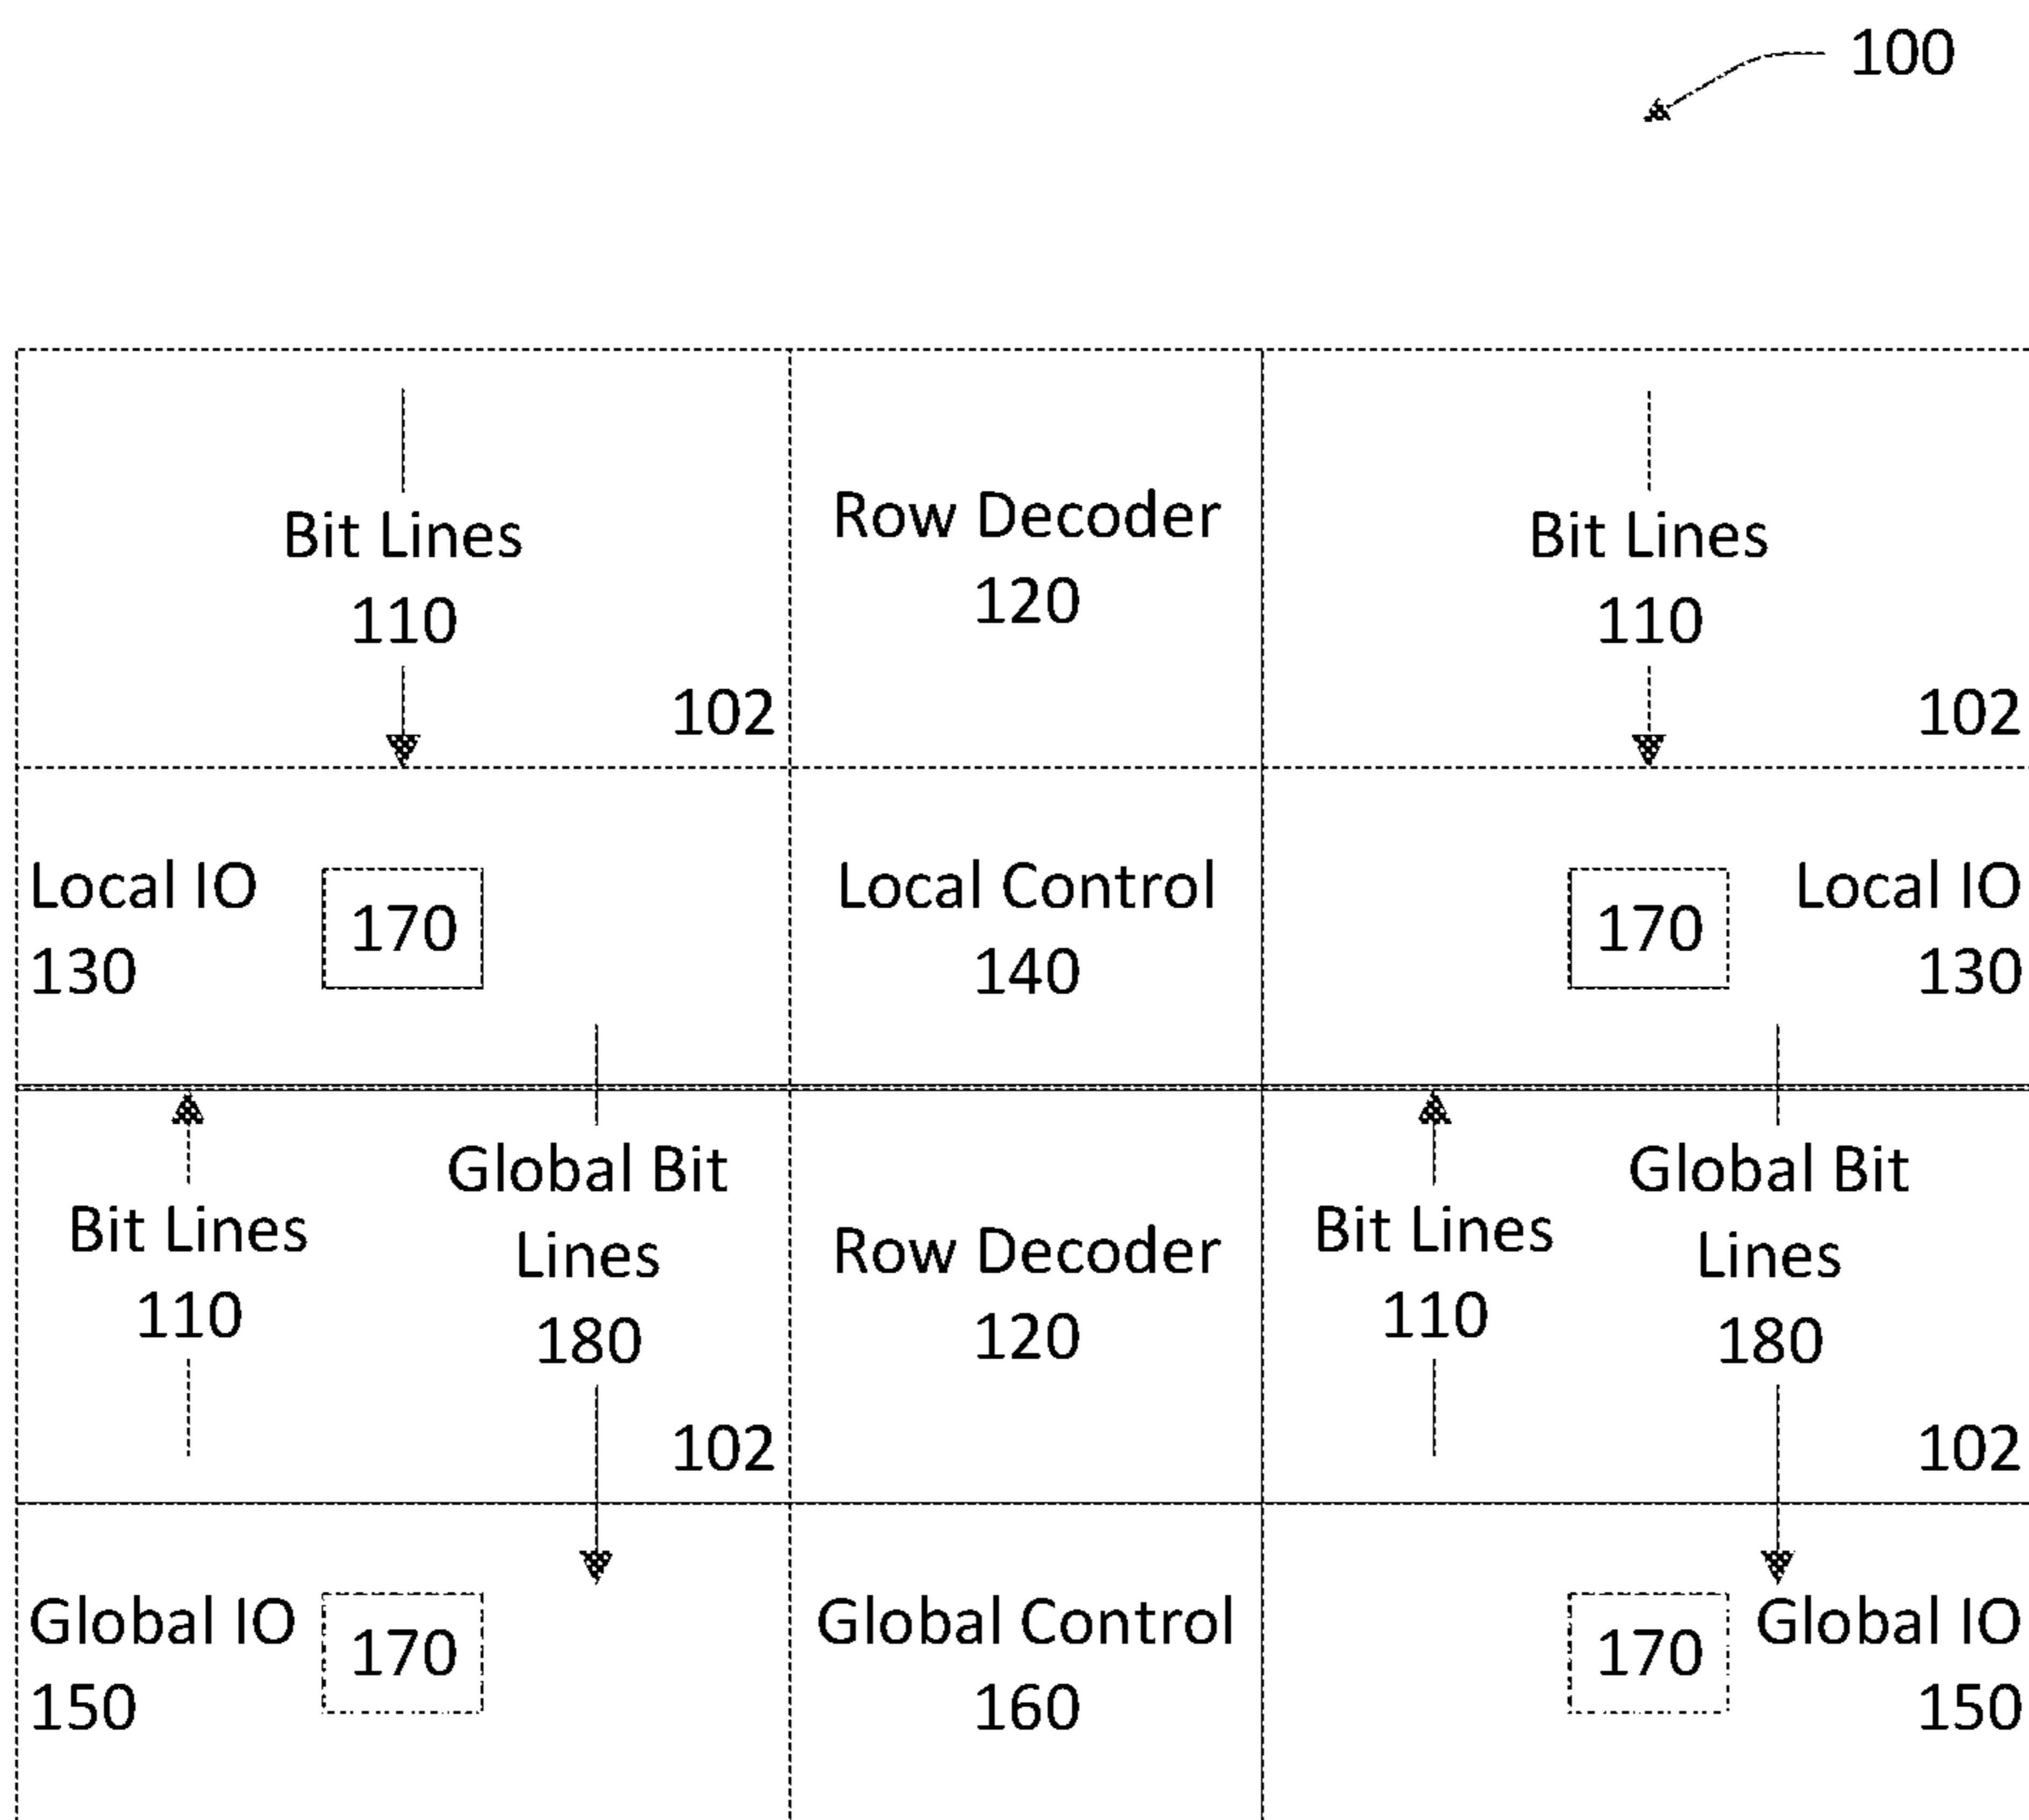 100
Bit Lines
110
102
Row Decoder
120
Bit Lines
110
102
Local IO
130
170
Local Control
140
170
Local IO
130
Bit Lines
110
Global Bit
Lines
180
102
Row Decoder
120
Bit Lines
110
Global Bit
Lines
180
102
Global IO
150
170
Global Control
160
170
Global IO
150